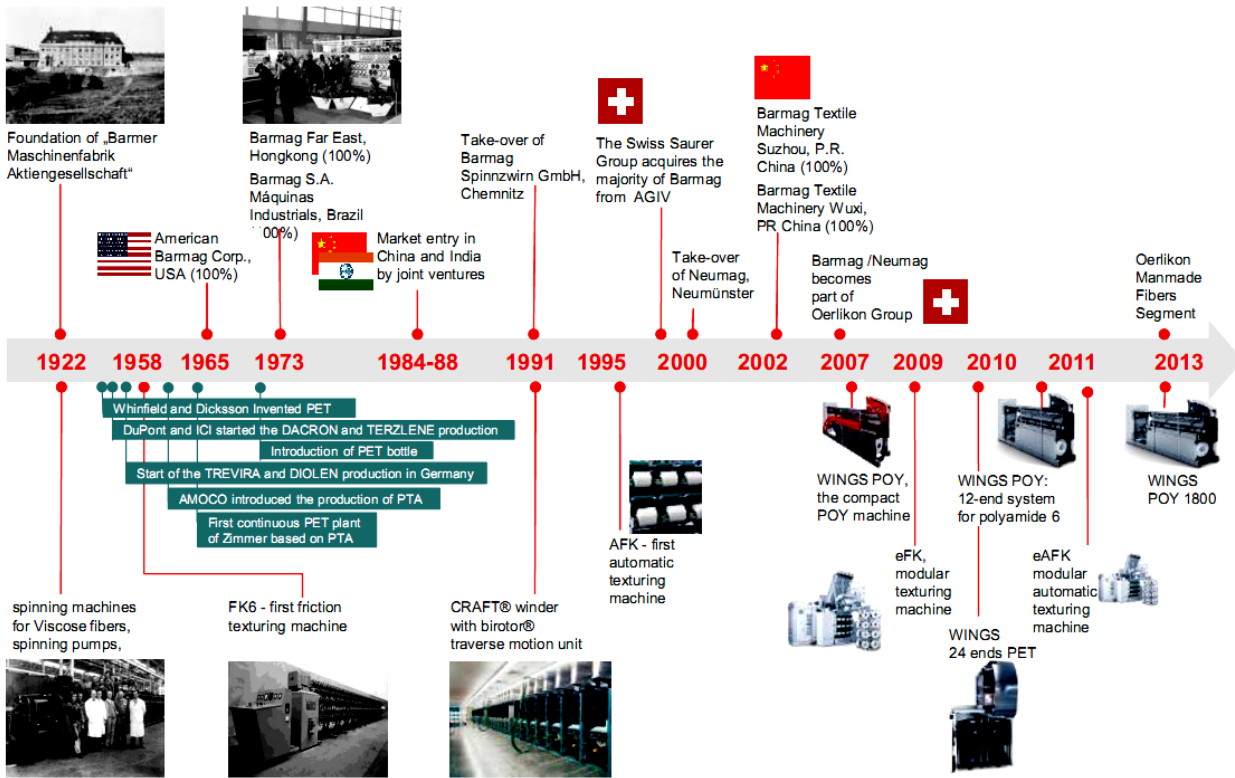 Foundation of „Barmer
Maschinenfabrik
Aktiengesellschaft“
American
Barmag Corp.,
USA (100%)
Barmag Far East,
Hongkong (100%)
Barmag S.A.
Máquinas
Industrials, Brazil
Market entry in
China and India
by joint ventures
Take-over of
Barmag
Spinnzwirn GmbH,
Chemnitz
The Swiss Saurer
Group acquires the
majority of Barmag
from AGIV
Take-over
of Neumag,
Neumünster
Barmag Textile
Machinery
Suzhou, P.R.
China (100%)
Barmag Textile
Machinery Wuxi,
PR China (100%)
Barmag /Neumag
becomes
part of
Oerlikon Group
Oerlikon
Manmade
Fibers
Segment
1922
1958
1965
1973
1984-88
1991
1995
2000
2002
2007
2009
2010
2011
2013
Whinfield and Dicksson Invented PET
DuPont and ICI started the DACRON and TERZLENE production
Introduction of PET bottle
Start of the TREVIRA and DIOLEN production in Germany
AMOCO introduced the production of PTA
First continuous PET plant
of Zimmer based on PTA
spinning machines
for Viscose fibers,
spinning pumps,
FK6 - first friction
texturing machine
CRAFT® winder
with birotor®
traverse motion unit
AFK - first
automatic
texturing
machine
WINGS POY,
the compact
POY machine
eFK,
modular
texturing
machine
WINGS POY:
12-end system
for polyamide 6
WINGS
24 ends PET
eAFK
modular
automatic
texturing
machine
WINGS
POY 1800